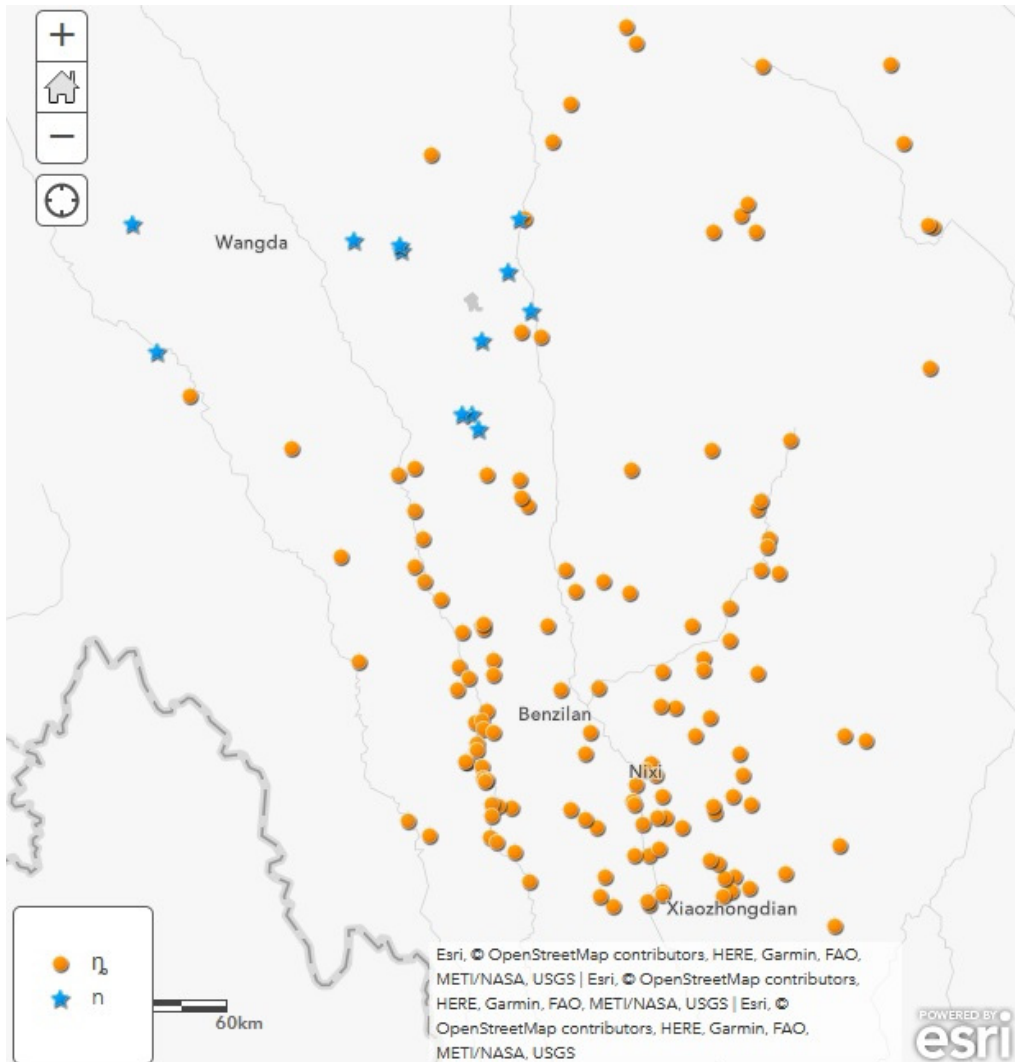 +
−
Wangda
Benzilan
Nixi
Xiaozhongdian
ȵ
n
60km
Esri, © OpenStreetMap contributors, HERE, Garmin, FAO,
METI/NASA, USGS | Esri, © OpenStreetMap contributors,
HERE, Garmin, FAO, METI/NASA, USGS | Esri, ©
OpenStreetMap contributors, HERE, Garmin, FAO,
METI/NASA, USGS
POWERED BY
esri